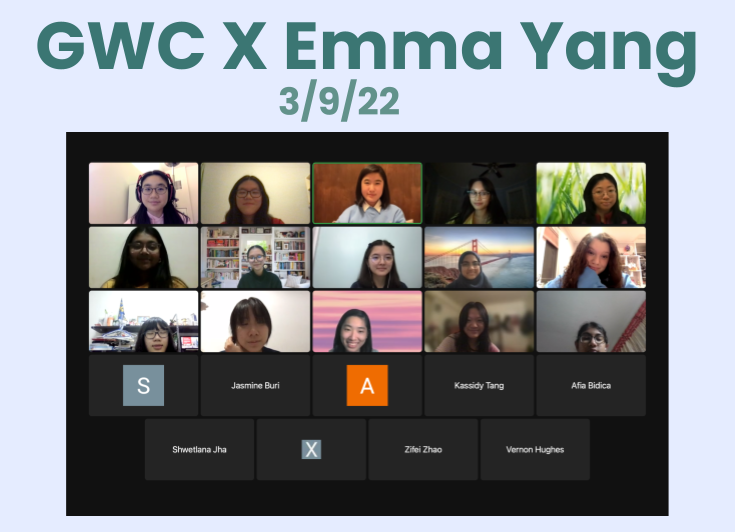 GWC X Emma Yang
3/9/22
S
Jasmine Buri
A
Kassidy Tang
Afia Bidica
Shwetlana Jha
X
Zifei Zhao
Vernon Hughes